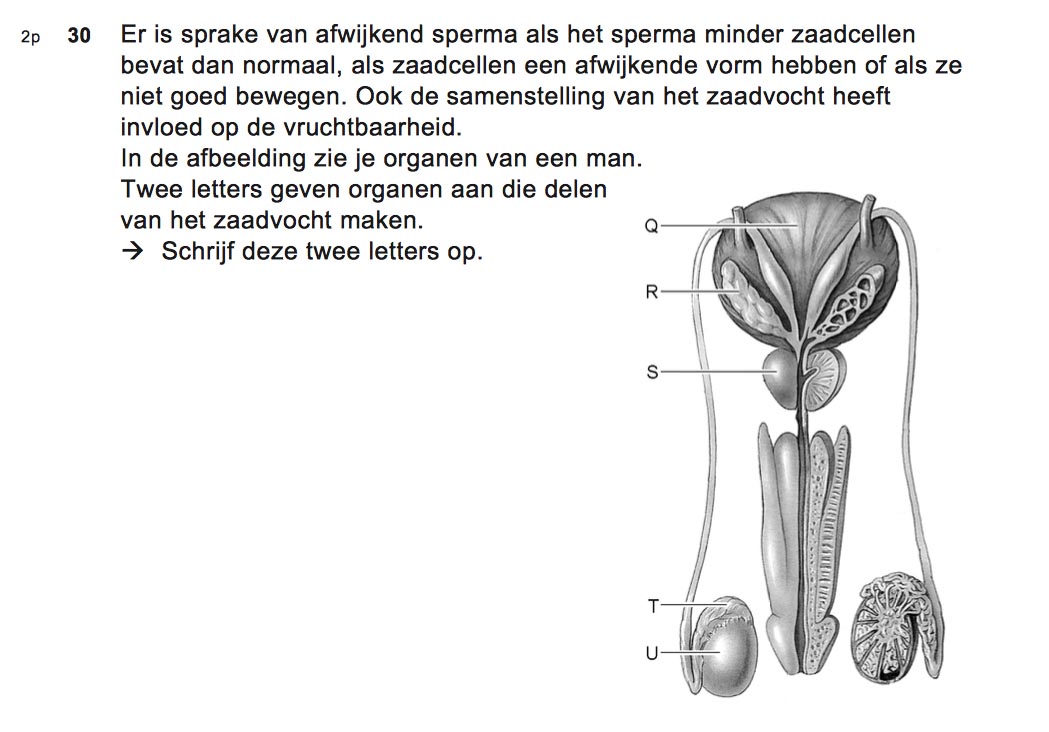 2p 30 Er is sprake van afwijkend sperma als het sperma minder zaadcellen
bevat dan normaal, als zaadcellen een afwijkende vorm hebben of als ze
niet goed bewegen. Ook de samenstelling van het zaadvocht heeft
invloed op de vruchtbaarheid.
In de afbeelding zie je organen van een man.
Twee letters geven organen aan die delen
van het zaadvocht maken.
→ Schrijf deze twee letters op.
Q
R
S
T
U